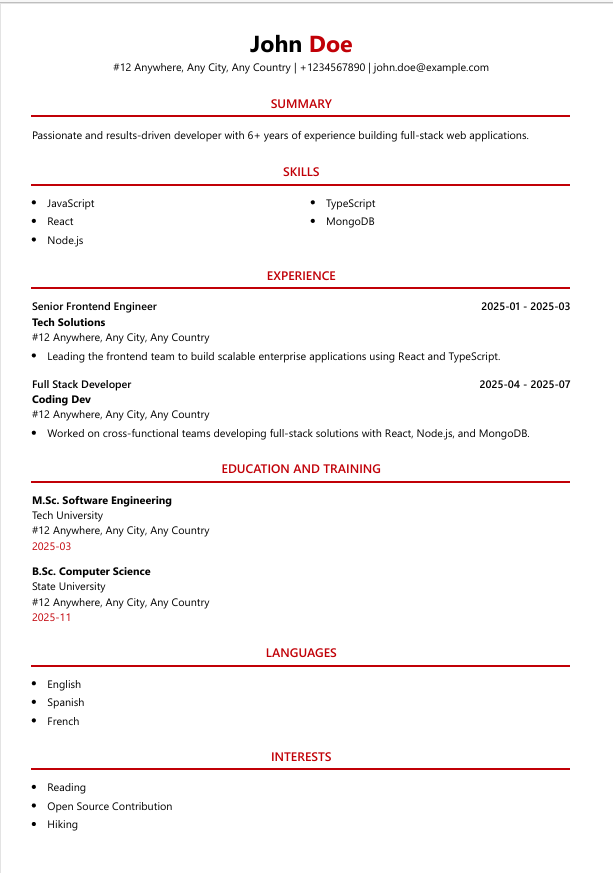 John Doe
#12 Anywhere, Any City, Any Country | +1234567890 | john.doe@example.com
SUMMARY
Passionate and results-driven developer with 6+ years of experience building full-stack web applications.
SKILLS
• JavaScript
• React
• Node.js
• TypeScript
• MongoDB
EXPERIENCE
Senior Frontend Engineer 2025-01 - 2025-03
Tech Solutions
#12 Anywhere, Any City, Any Country
• Leading the frontend team to build scalable enterprise applications using React and TypeScript.
Full Stack Developer 2025-04 - 2025-07
Coding Dev
#12 Anywhere, Any City, Any Country
• Worked on cross-functional teams developing full-stack solutions with React, Node.js, and MongoDB.
EDUCATION AND TRAINING
M.Sc. Software Engineering
Tech University
#12 Anywhere, Any City, Any Country
2025-03
B.Sc. Computer Science
State University
#12 Anywhere, Any City, Any Country
2025-11
LANGUAGES
• English
• Spanish
• French
INTERESTS
• Reading
• Open Source Contribution
• Hiking